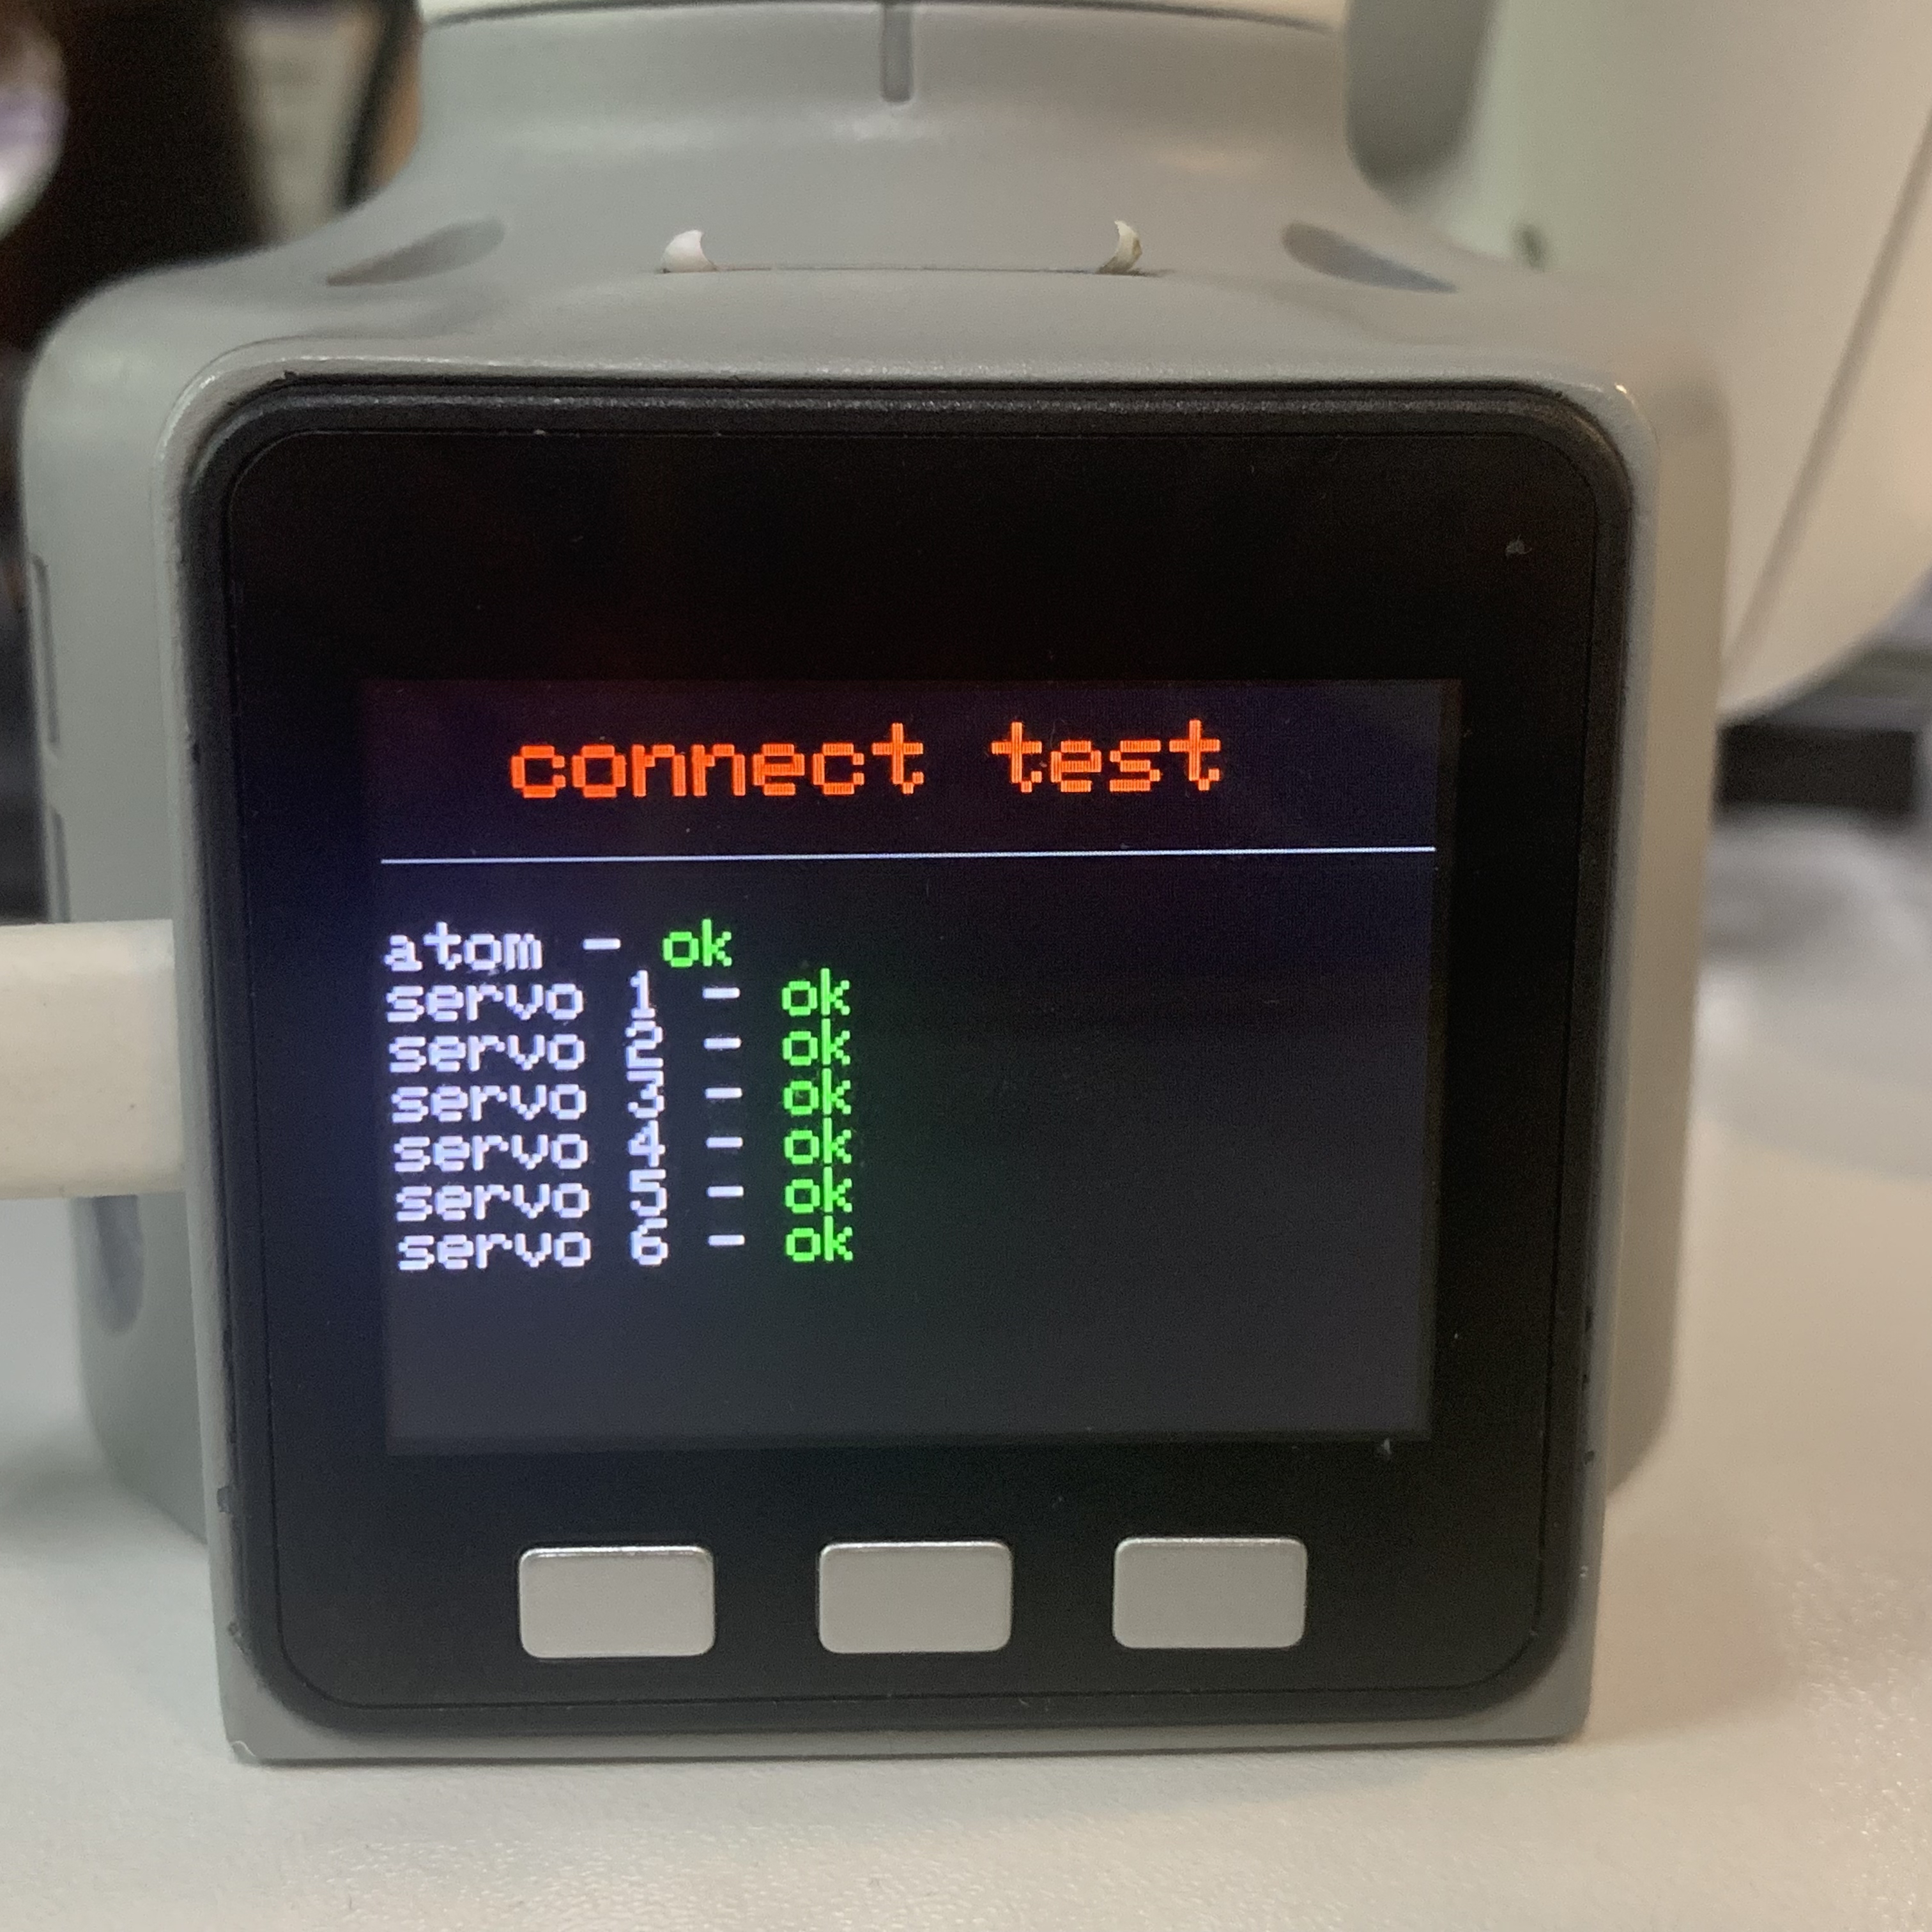 connect test
atom - ok
servo 1 - ok
servo 2 - ok
servo 3 - ok
servo 4 - ok
servo 5 - ok
servo 6 - ok